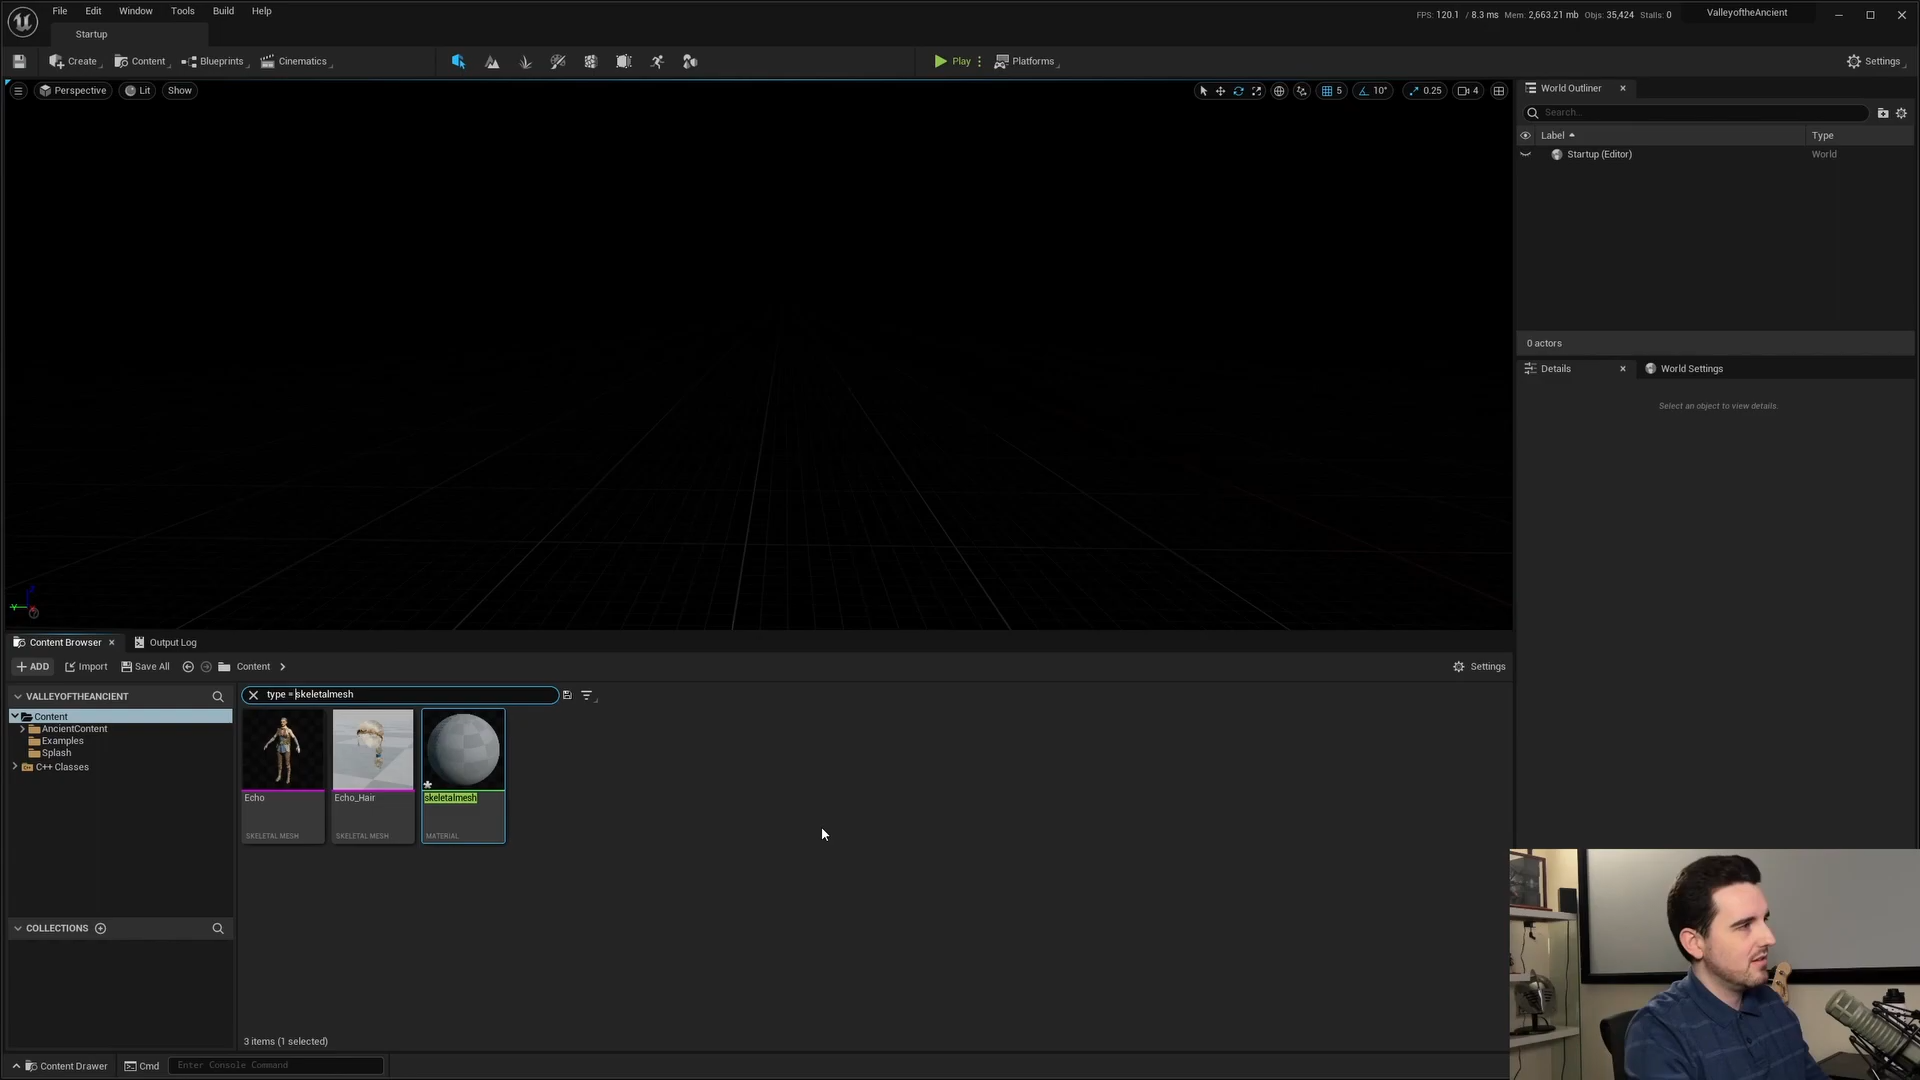 File Edit Window Tools Build Help
FPS: 120.1 / 8.3 ms Mem: 2,663.21 mb Objs: 35,424 Stalls: 0
ValleyoftheAncient
Startup
Create Content Blueprints Cinematics
Play Platforms
Settings
Perspective Lit Show
5 10° 0.25 4
World Outliner
Search...
Label Type
Startup (Editor) World
0 actors
Details World Settings
Select an object to view details.
Content Browser Output Log
+ ADD Import Save All Content Settings
VALLEYOFTHEANCIENT
type = skeletalmesh
Content
AncientContent
Examples
Splash
C++ Classes
Echo
SKELETAL MESH
Echo_Hair
SKELETAL MESH
skeletalmesh
MATERIAL
COLLECTIONS
3 items (1 selected)
Content Drawer Cmd Enter Console Command